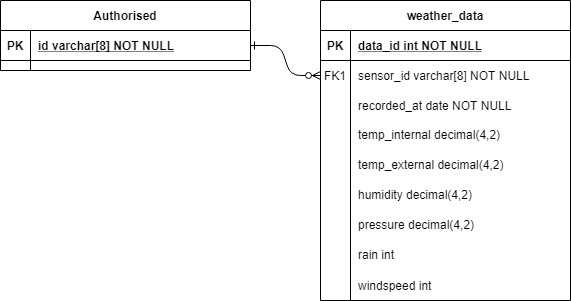 Authorised
PK id varchar[8] NOT NULL
weather_data
PK data_id int NOT NULL
FK1 sensor_id varchar[8] NOT NULL
recorded_at date NOT NULL
temp_internal decimal(4,2)
temp_external decimal(4,2)
humidity decimal(4,2)
pressure decimal(4,2)
rain int
windspeed int